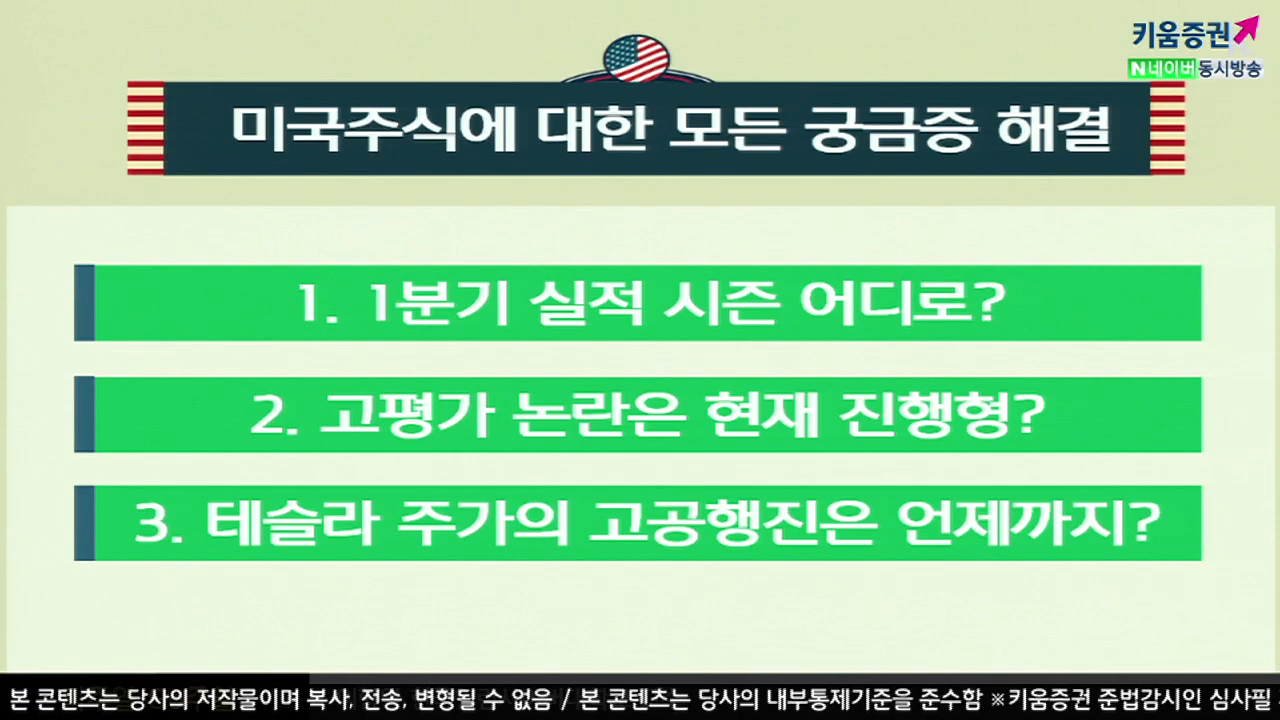 키움증권
N 네이버 동시방송
미국주식에 대한 모든 궁금증 해결
1. 1분기 실적 시즌 어디로?
2. 고평가 논란은 현재 진행형?
3. 테슬라 주가의 고공행진은 언제까지?
본 콘텐츠는 당사의 저작물이며 복사, 전송, 변형될 수 없음 / 본 콘텐츠는 당사의 내부통제기준을 준수함 ※키움증권 준법감시인 심사필